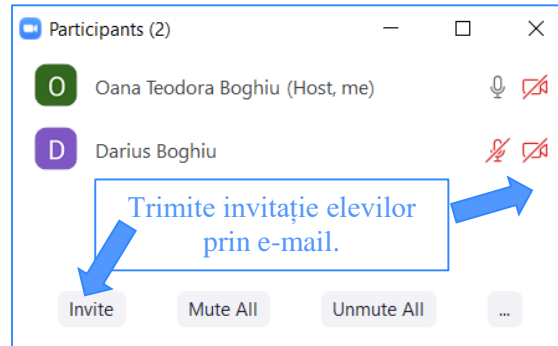 Participants (2)
O Oana Teodora Boghiu (Host, me)
D Darius Boghiu
Trimite invitație elevilor
prin e-mail.
Invite Mute All Unmute All ...